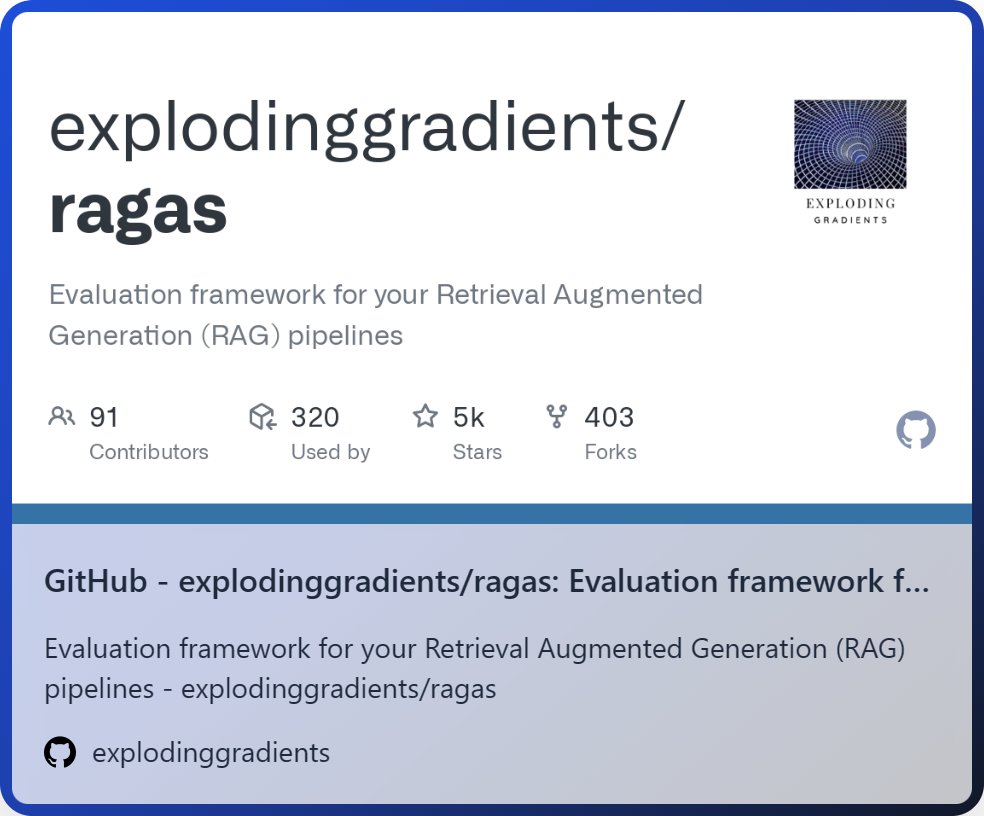 explodinggradients/
ragas
EXPLODING
GRADIENTS
Evaluation framework for your Retrieval Augmented
Generation (RAG) pipelines
91
Contributors
320
Used by
5k
Stars
403
Forks
GitHub - explodinggradients/ragas: Evaluation framework f...
Evaluation framework for your Retrieval Augmented Generation (RAG)
pipelines - explodinggradients/ragas
explodinggradients